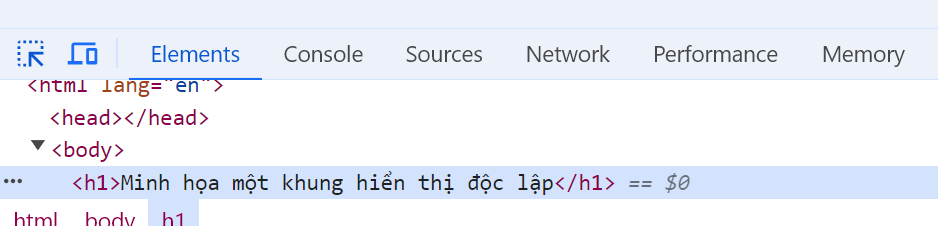 Elements Console Sources Network Performance Memory
<html lang="en">
<head></head>
<body>
<h1>Minh họa một khung hiển thị độc lập</h1> == $0
html body h1